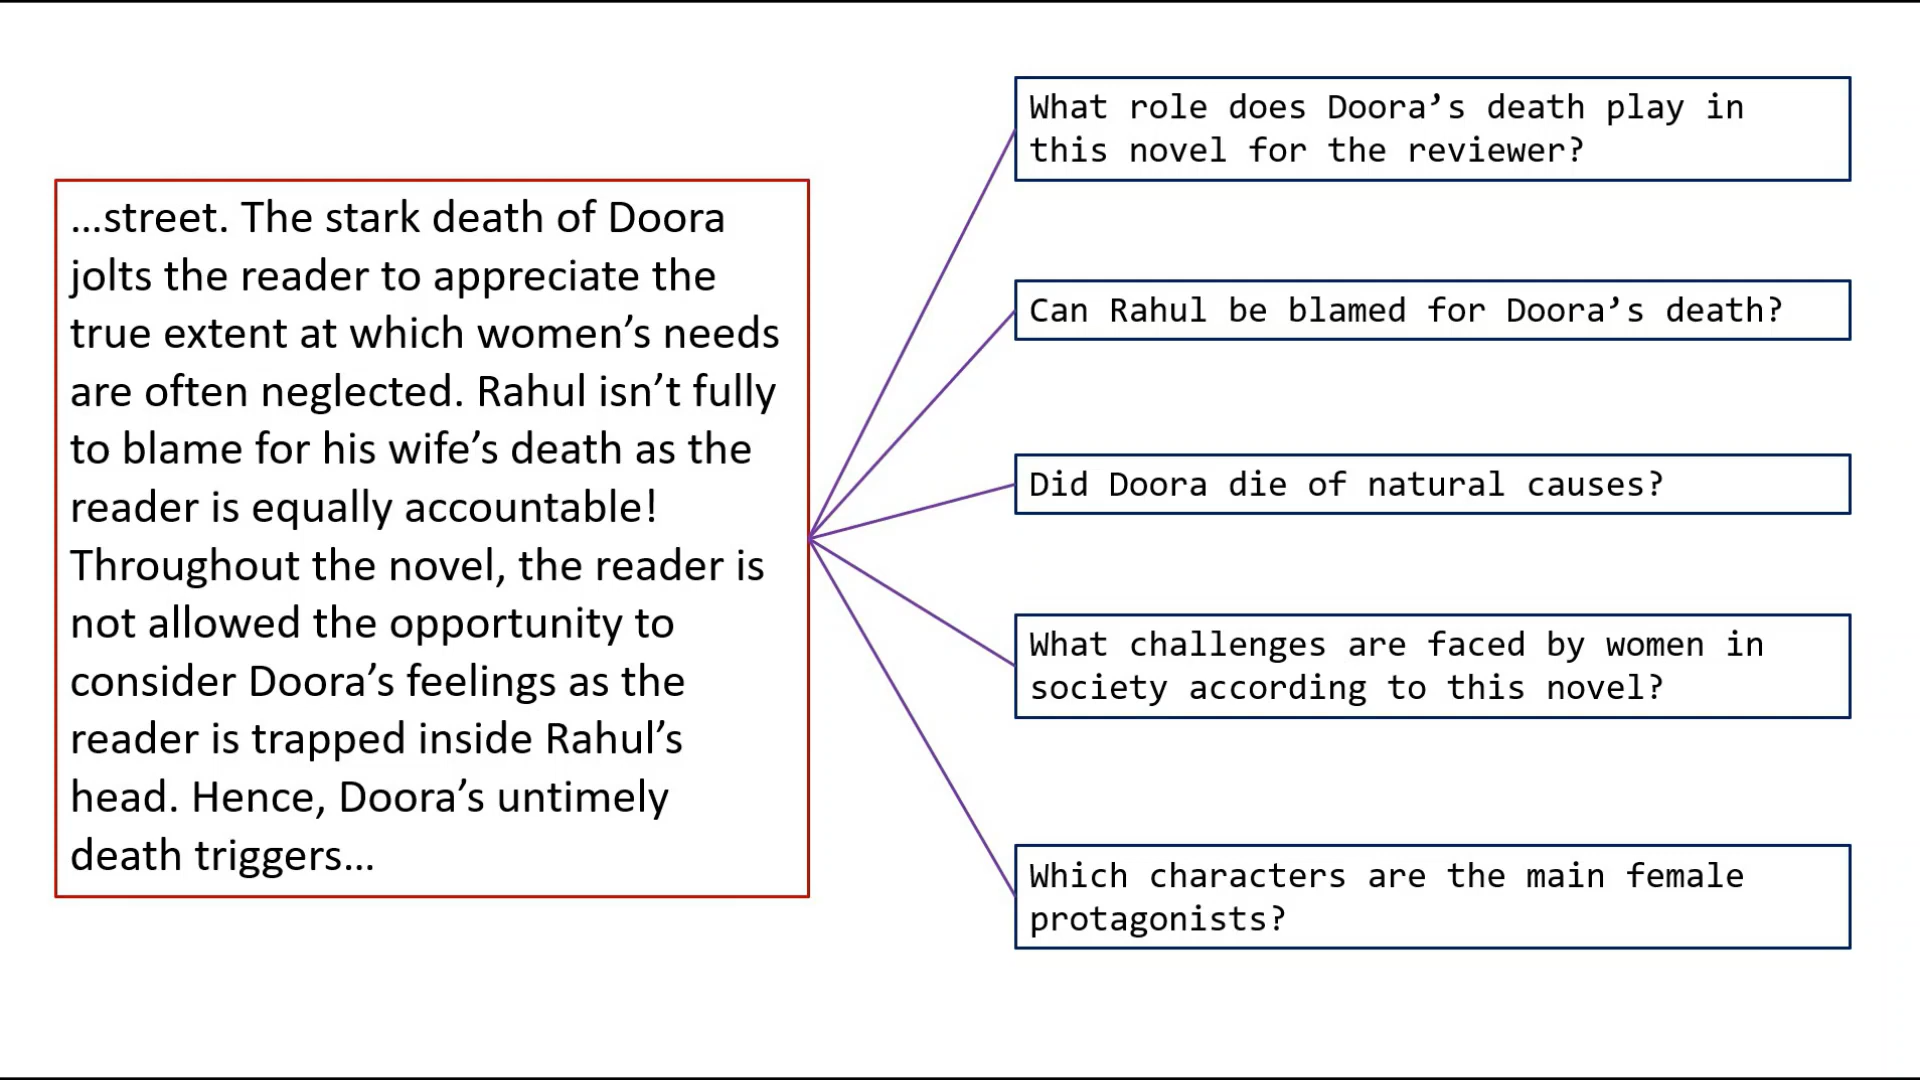 ...street. The stark death of Doora
jolts the reader to appreciate the
true extent at which women’s needs
are often neglected. Rahul isn’t fully
to blame for his wife’s death as the
reader is equally accountable!
Throughout the novel, the reader is
not allowed the opportunity to
consider Doora’s feelings as the
reader is trapped inside Rahul’s
head. Hence, Doora’s untimely
death triggers...
What role does Doora’s death play in
this novel for the reviewer?
Can Rahul be blamed for Doora’s death?
Did Doora die of natural causes?
What challenges are faced by women in
society according to this novel?
Which characters are the main female
protagonists?